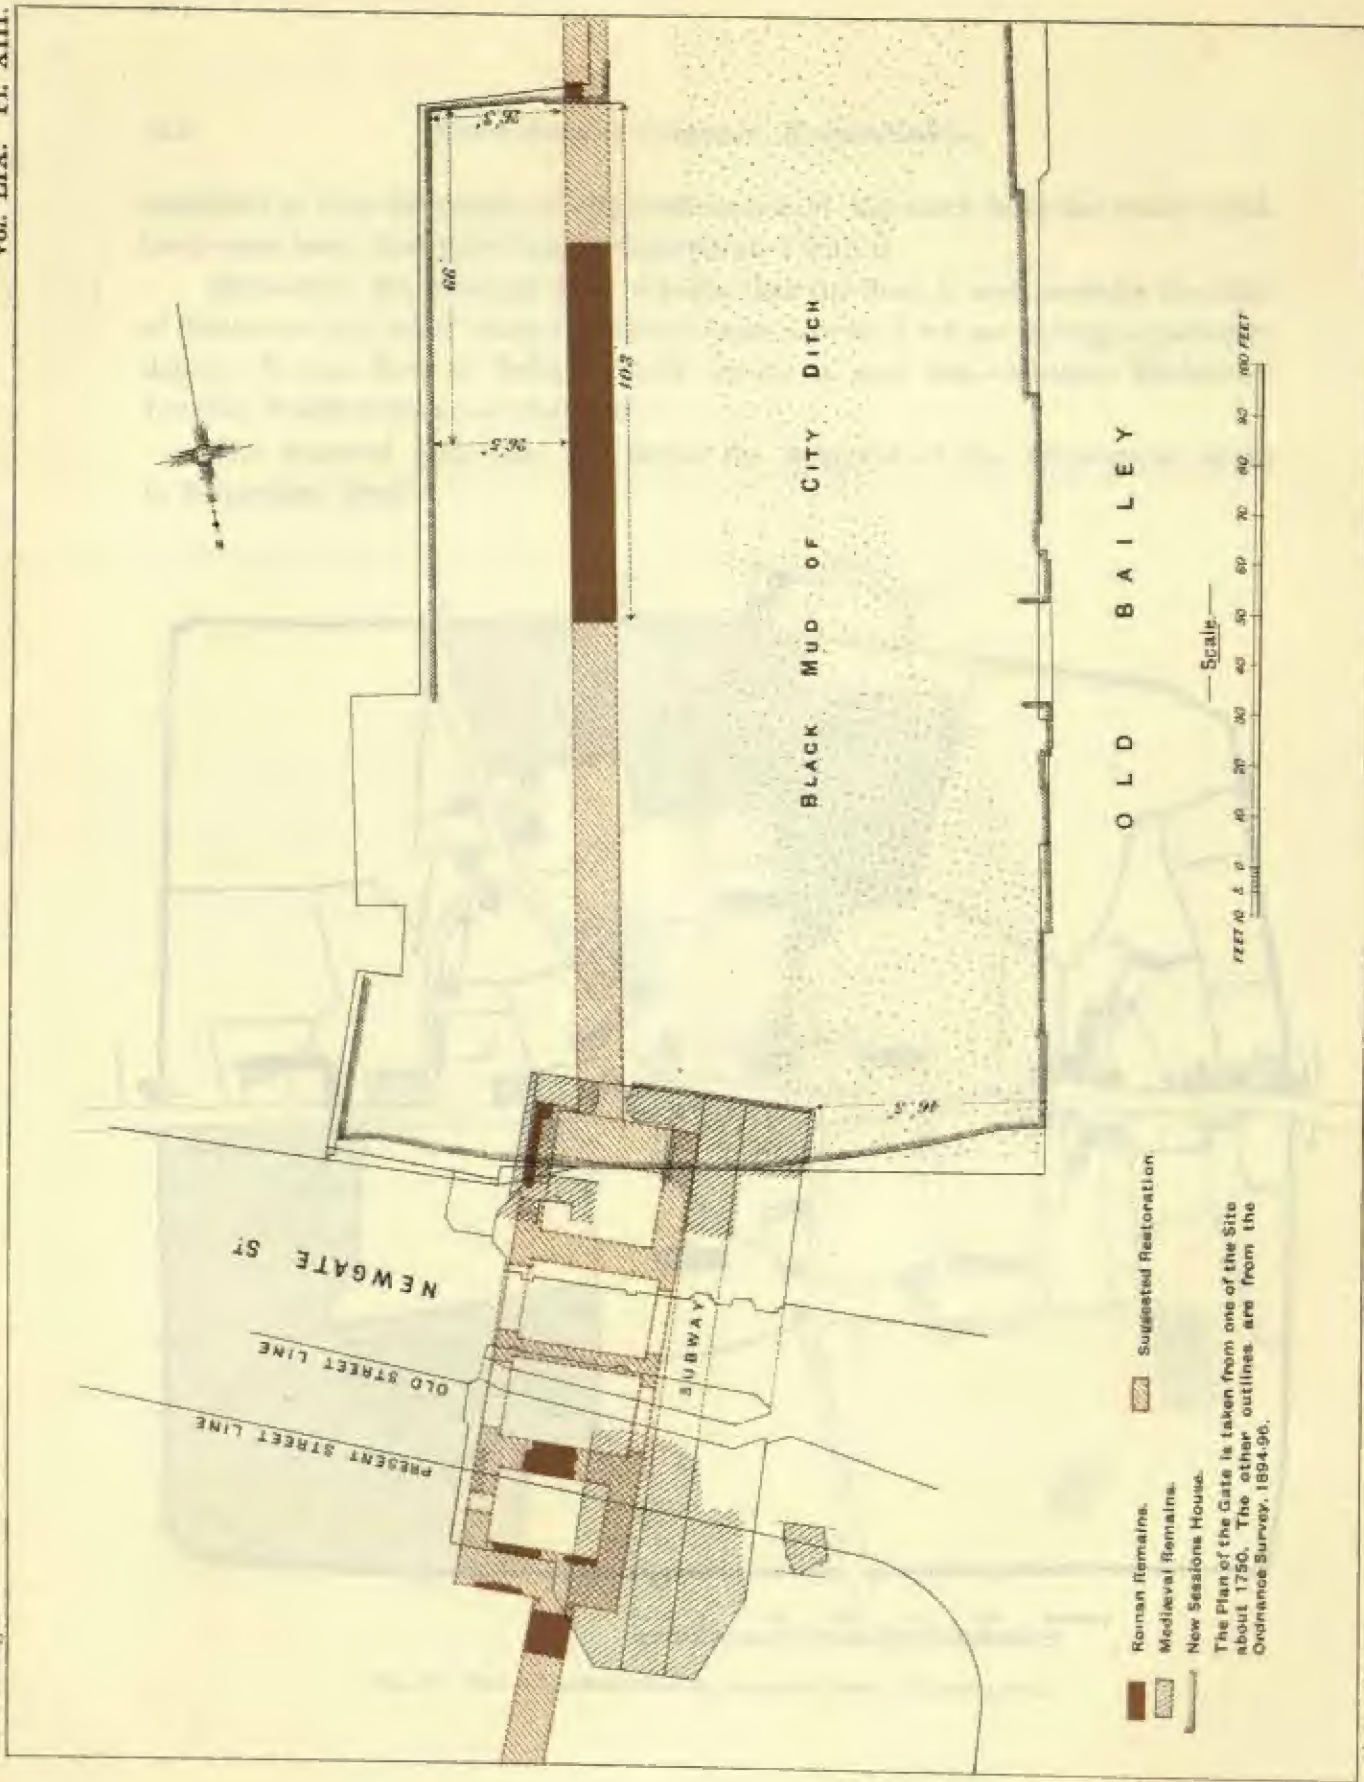 Vol. LIX. Pl. XIII.
26'.3"
99'
26'.5"
103'
BLACK MUD OF CITY DITCH
OLD BAILEY
Scale.
FEET 10 5 0 10 20 30 40 50 60 70 80 90 100 FEET
46'.3"
NEWGATE ST
OLD STREET LINE
PRESENT STREET LINE
SUBWAY
Roman Remains.
Mediæval Remains.
New Sessions House.
Suggested Restoration.
The Plan of the Gate is taken from one of the Site
about 1750. The other outlines are from the
Ordnance Survey, 1894-96.